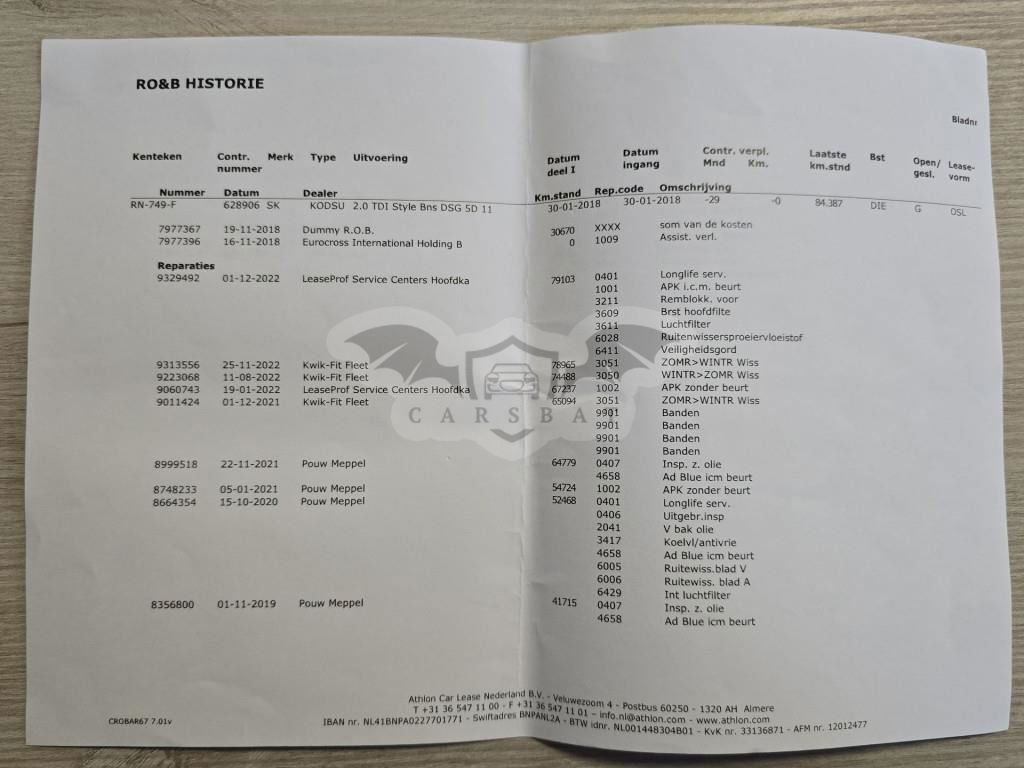 RO&B HISTORIE
Bladnr
Kenteken Contr. nummer Merk Type Uitvoering Datum deel I Datum ingang Contr. verpl. Mnd Km. Laatste km.stnd Bst Open/ gesl. Lease- vorm
Nummer Datum Dealer Km.stand Rep.code Omschrijving
RN-749-F 628906 SK KODSU 2.0 TDI Style Bns DSG 5D 11 30-01-2018 30-01-2018 -29 -0 84.387 DIE G OSL
7977367 19-11-2018 Dummy R.O.B. 30670 XXXX som van de kosten
7977396 16-11-2018 Eurocross International Holding B 0 1009 Assist. verl.
Reparaties
9329492 01-12-2022 LeaseProf Service Centers Hoofdka 79103 0401 Longlife serv.
1001 APK i.c.m. beurt
3211 Remblokk. voor
3609 Brst hoofdfilte
3611 Luchtfilter
6028 Ruitenwissersproeiervloeistof
6411 Veiligheidsgord
9313556 25-11-2022 Kwik-Fit Fleet 78965 3051 ZOMR>WINTR Wiss
9223068 11-08-2022 Kwik-Fit Fleet 74488 3050 WINTR>ZOMR Wiss
9060743 19-01-2022 LeaseProf Service Centers Hoofdka 67237 1002 APK zonder beurt
9011424 01-12-2021 Kwik-Fit Fleet 65094 3051 ZOMR>WINTR Wiss
CARSBA
9901 Banden
9901 Banden
9901 Banden
9901 Banden
8999518 22-11-2021 Pouw Meppel 64779 0407 Insp. z. olie
4658 Ad Blue icm beurt
8748233 05-01-2021 Pouw Meppel 54724 1002 APK zonder beurt
8664354 15-10-2020 Pouw Meppel 52468 0401 Longlife serv.
0406 Uitgebr.insp
2041 V bak olie
3417 Koelvl/antivrie
4658 Ad Blue icm beurt
6005 Ruitewiss.blad V
6006 Ruitewiss. blad A
6429 Int luchtfilter
8356800 01-11-2019 Pouw Meppel 41715 0407 Insp. z. olie
4658 Ad Blue icm beurt
Athlon Car Lease Nederland B.V. - Veluwezoom 4 - Postbus 60250 - 1320 AH Almere
T +31 36 547 11 00 - F +31 36 547 11 01 – info.nl@athlon.com - www.athlon.com
CROBAR67 7.01v IBAN nr. NL41BNPA0227701771 - Swiftadres BNPANL2A - BTW idnr. NL001448304B01 - KvK nr. 33136871 - AFM nr. 12012477